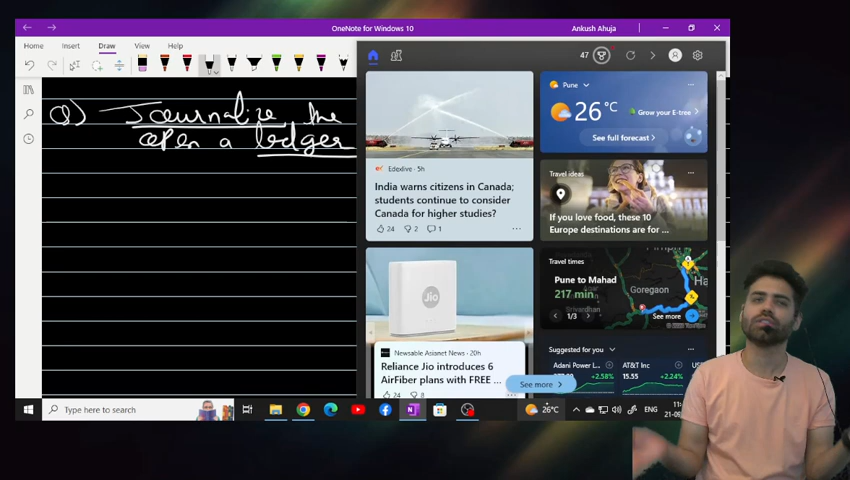 OneNote for Windows 10
Ankush Ahuja
Home Insert Draw View Help
47
Q) Journalize the
open a ledger
Edexlive · 5h
India warns citizens in Canada;
students continue to consider
Canada for higher studies?
24 2 1
Pune
26°C
Grow your E-tree
See full forecast
Travel ideas
If you love food, these 10
Europe destinations are for ...
Travel times
Pune to Mahad
217 min
Goregaon
1/3
See more
Jio
Newsable Asianet News · 20h
Reliance Jio introduces 6
AirFiber plans with FREE ...
24 8
Suggested for you
Adani Power L...
+2.58%
AT&T Inc
15.55 +2.24%
See more
Type here to search
26°C
ENG